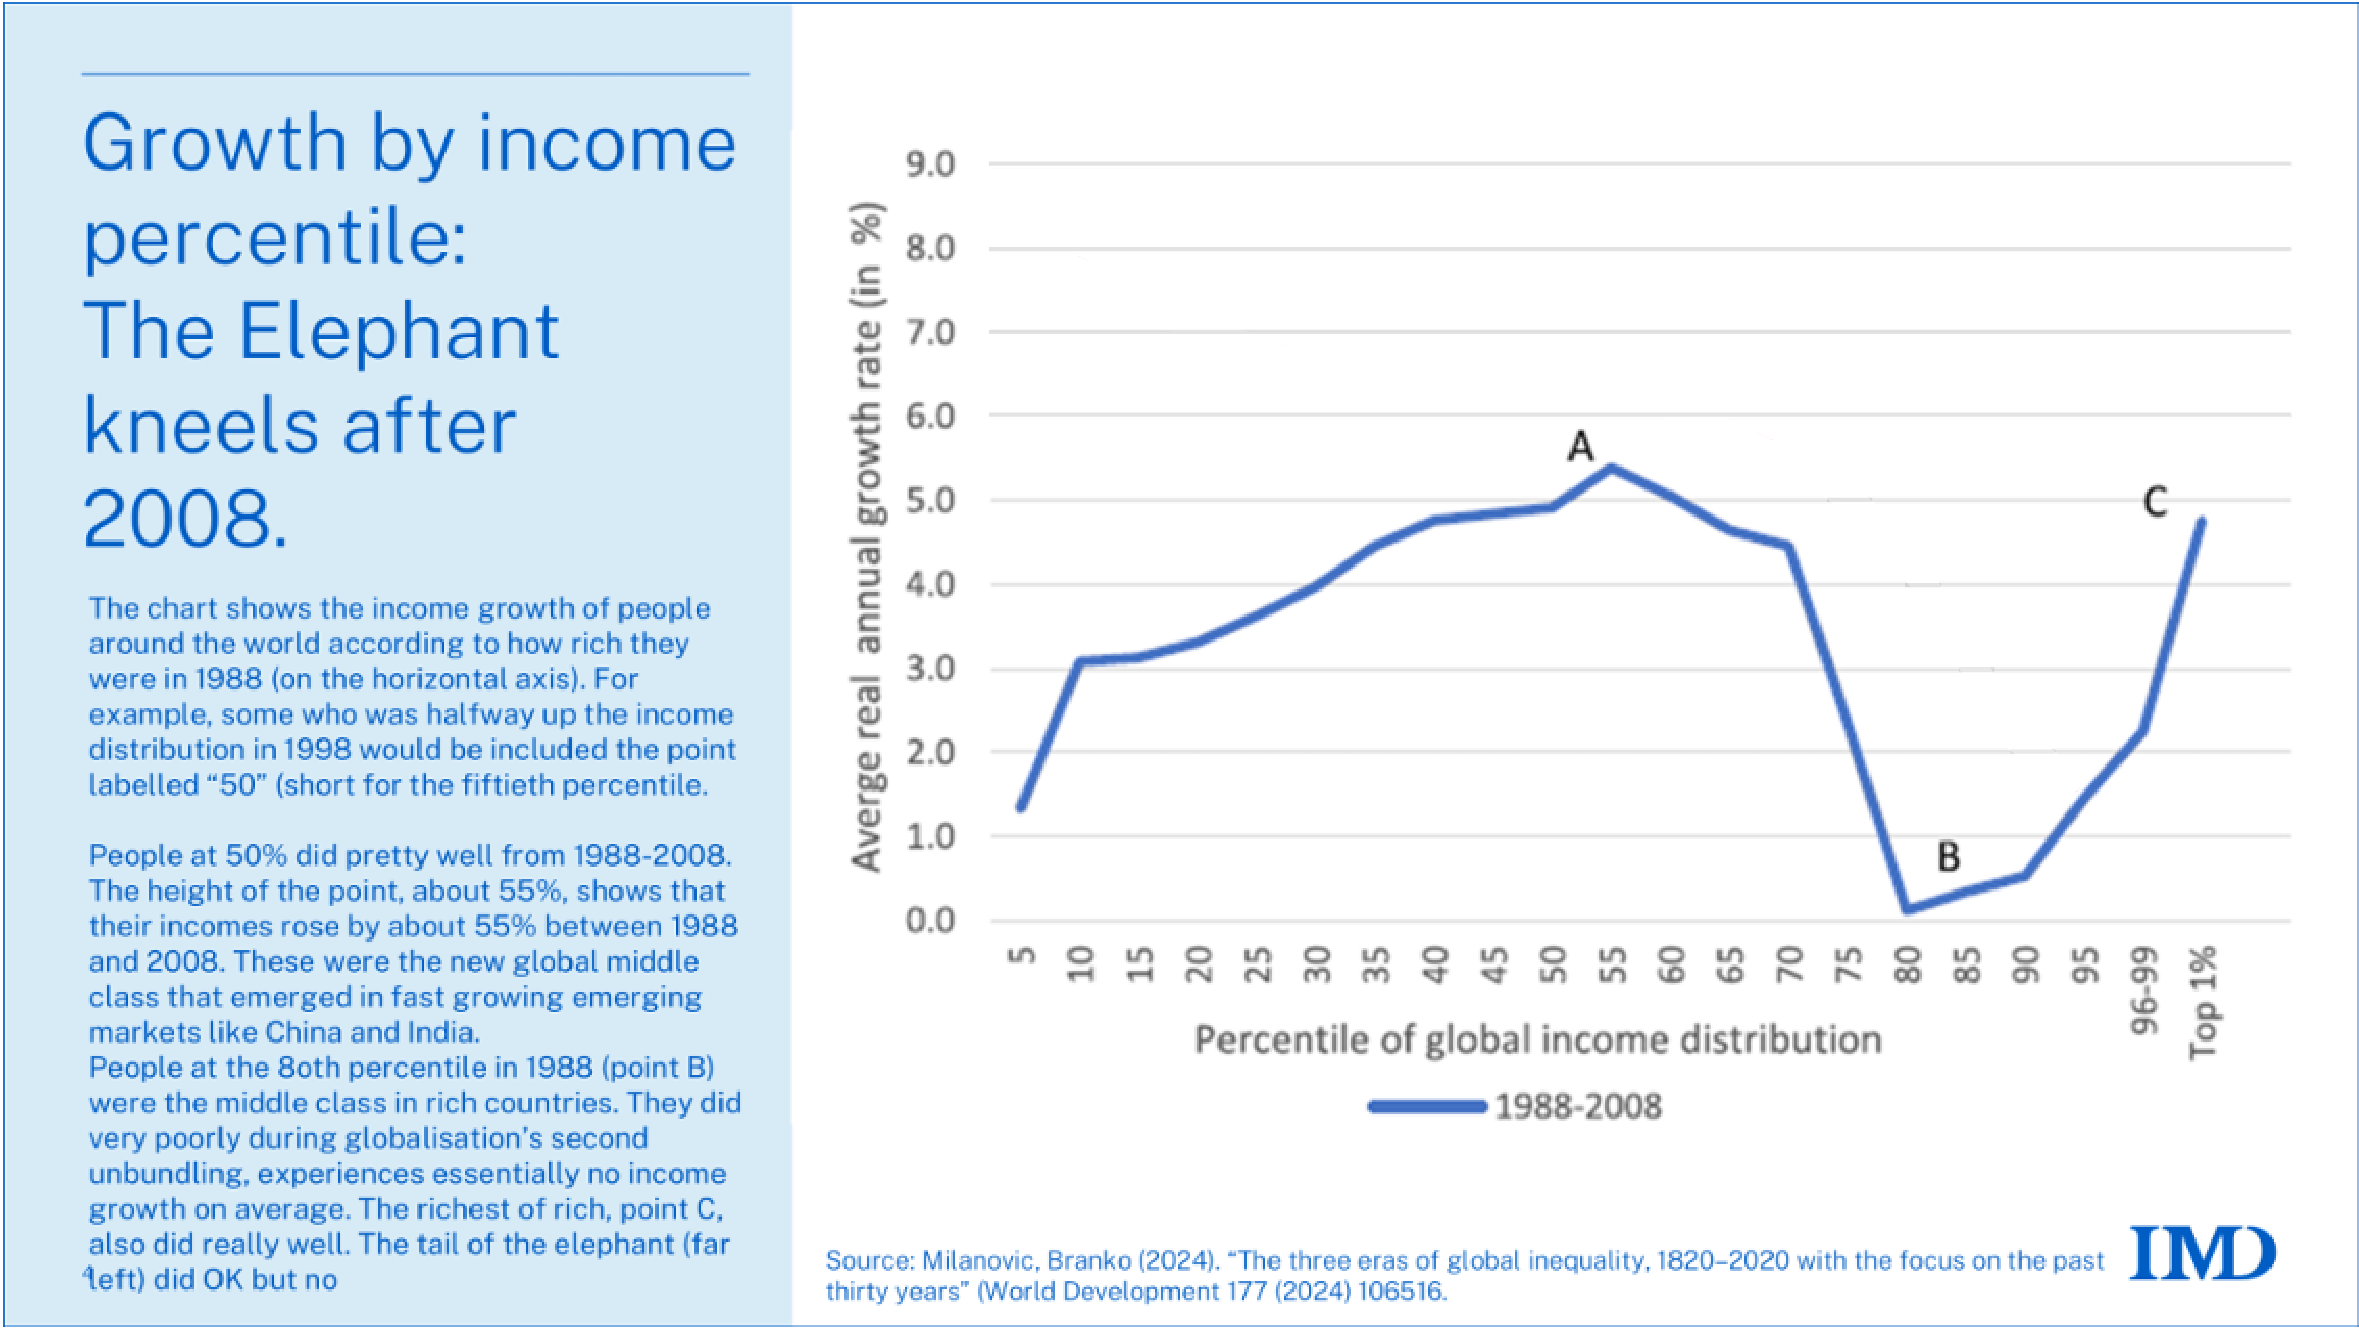 Growth by income
percentile:
The Elephant
kneels after
2008.
The chart shows the income growth of people
around the world according to how rich they
were in 1988 (on the horizontal axis). For
example, some who was halfway up the income
distribution in 1998 would be included the point
labelled “50” (short for the fiftieth percentile.
People at 50% did pretty well from 1988-2008.
The height of the point, about 55%, shows that
their incomes rose by about 55% between 1988
and 2008. These were the new global middle
class that emerged in fast growing emerging
markets like China and India.
People at the 8oth percentile in 1988 (point B)
were the middle class in rich countries. They did
very poorly during globalisation’s second
unbundling, experiences essentially no income
growth on average. The richest of rich, point C,
also did really well. The tail of the elephant (far
left) did OK but no
4
Averge real annual growth rate (in %)
9.0
8.0
7.0
6.0
5.0
4.0
3.0
2.0
1.0
0.0
A
B
C
5 10 15 20 25 30 35 40 45 50 55 60 65 70 75 80 85 90 95 96-99 Top 1%
Percentile of global income distribution
1988-2008
Source: Milanovic, Branko (2024). “The three eras of global inequality, 1820–2020 with the focus on the past
thirty years” (World Development 177 (2024) 106516.
IMD